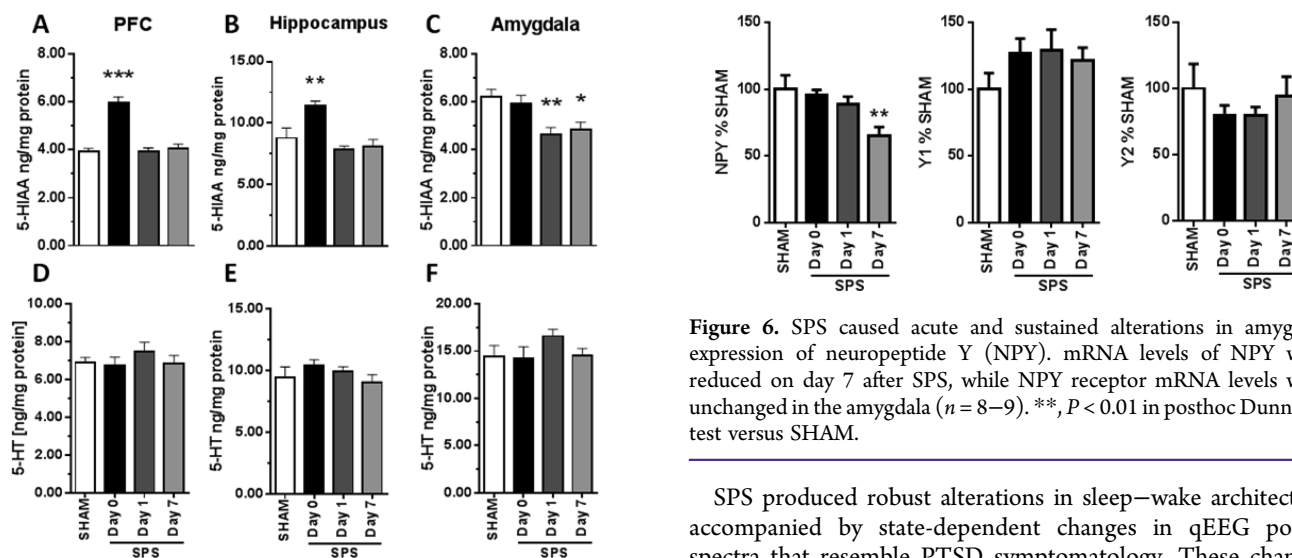 A PFC
B Hippocampus
C Amygdala
5-HIAA ng/mg protein
8.00
6.00
4.00
2.00
0.00
***
5-HIAA ng/mg protein
15.00
10.00
5.00
0.00
**
5-HIAA ng/mg protein
8.00
6.00
4.00
2.00
0.00
** *
D
E
F
5-HT [ng/mg protein]
10.00
8.00
6.00
4.00
2.00
0.00
SHAM
Day 0
Day 1
Day 7
SPS
5-HT ng/mg protein
15.00
10.00
5.00
0.00
SHAM
Day 0
Day 1
Day 7
SPS
5-HT ng/mg protein
20.00
15.00
10.00
5.00
0.00
SHAM
Day 0
Day 1
Day 7
SPS
NPY % SHAM
150
100
50
0
**
SHAM
Day 0
Day 1
Day 7
SPS
Y1 % SHAM
150
100
50
0
SHAM
Day 0
Day 1
Day 7
SPS
Y2 % SHAM
150
100
50
0
SHAM
Day 0
Day 1
Day 7
SPS
Figure 6. SPS caused acute and sustained alterations in amyg
expression of neuropeptide Y (NPY). mRNA levels of NPY w
reduced on day 7 after SPS, while NPY receptor mRNA levels w
unchanged in the amygdala (n = 8−9). **, P < 0.01 in posthoc Dunn
test versus SHAM.
SPS produced robust alterations in sleep−wake architect
accompanied by state-dependent changes in qEEG po
spectra that resemble PTSD symptomatology. These chan